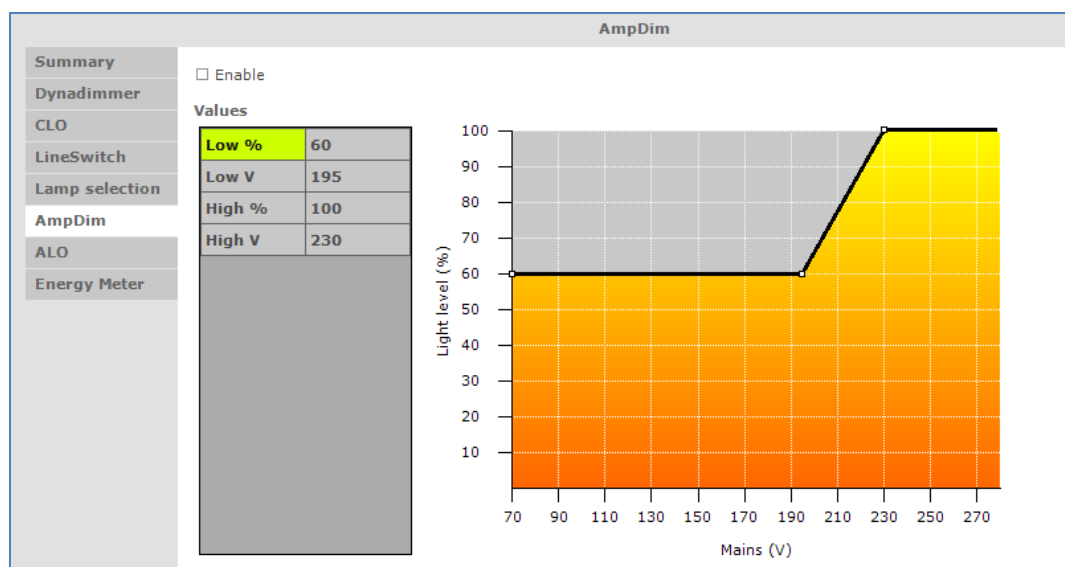 AmpDim
Summary
Dynadimmer
CLO
LineSwitch
Lamp selection
AmpDim
ALO
Energy Meter
Enable
Values
Low % 60
Low V 195
High % 100
High V 230
Light level (%)
100
90
80
70
60
50
40
30
20
10
70 90 110 130 150 170 190 210 230 250 270
Mains (V)